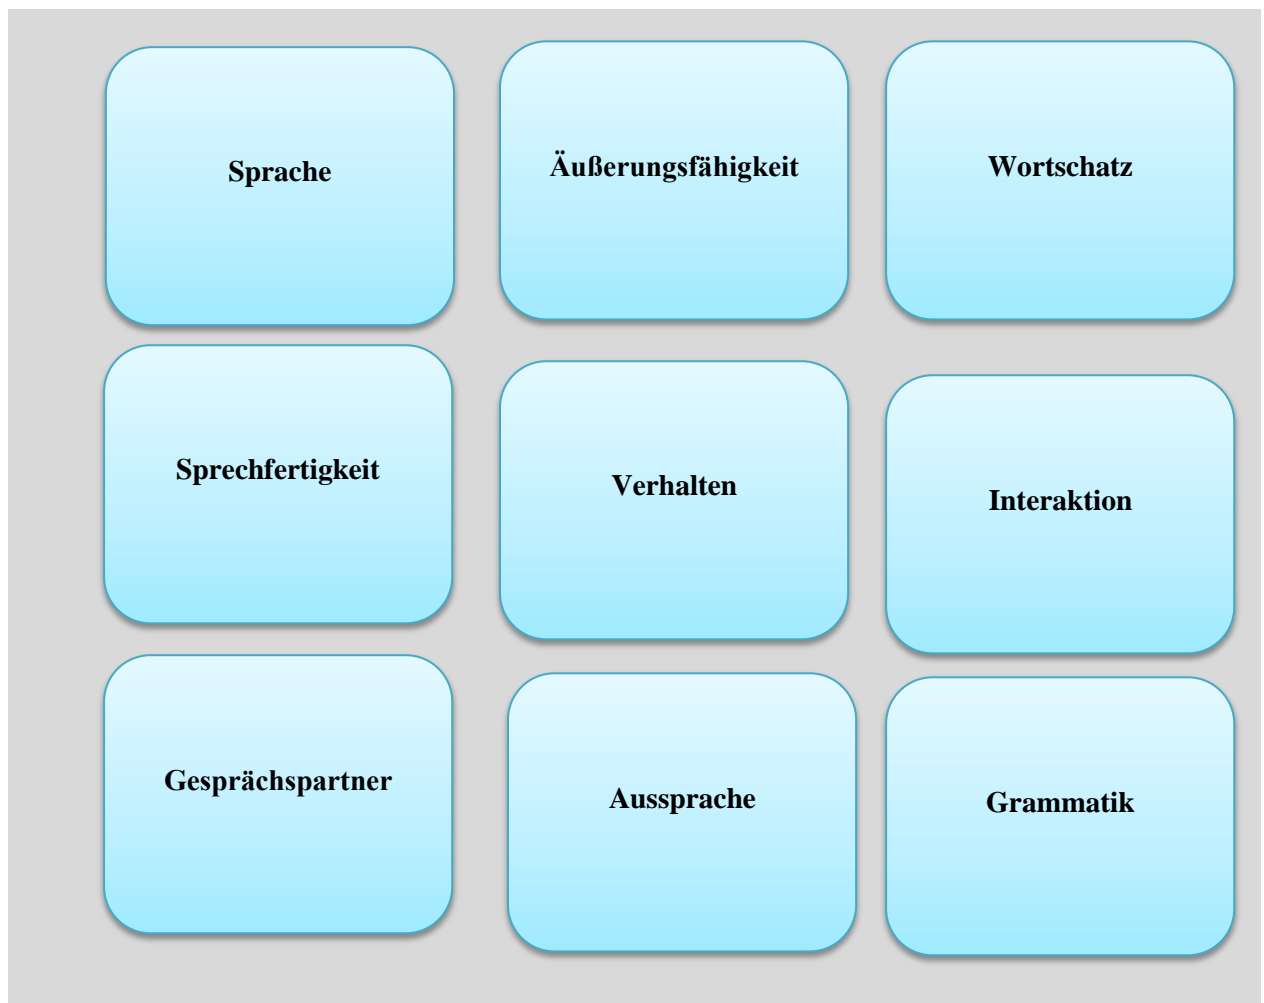 Sprache
Äußerungsfähigkeit
Wortschatz
Sprechfertigkeit
Verhalten
Interaktion
Gesprächspartner
Aussprache
Grammatik